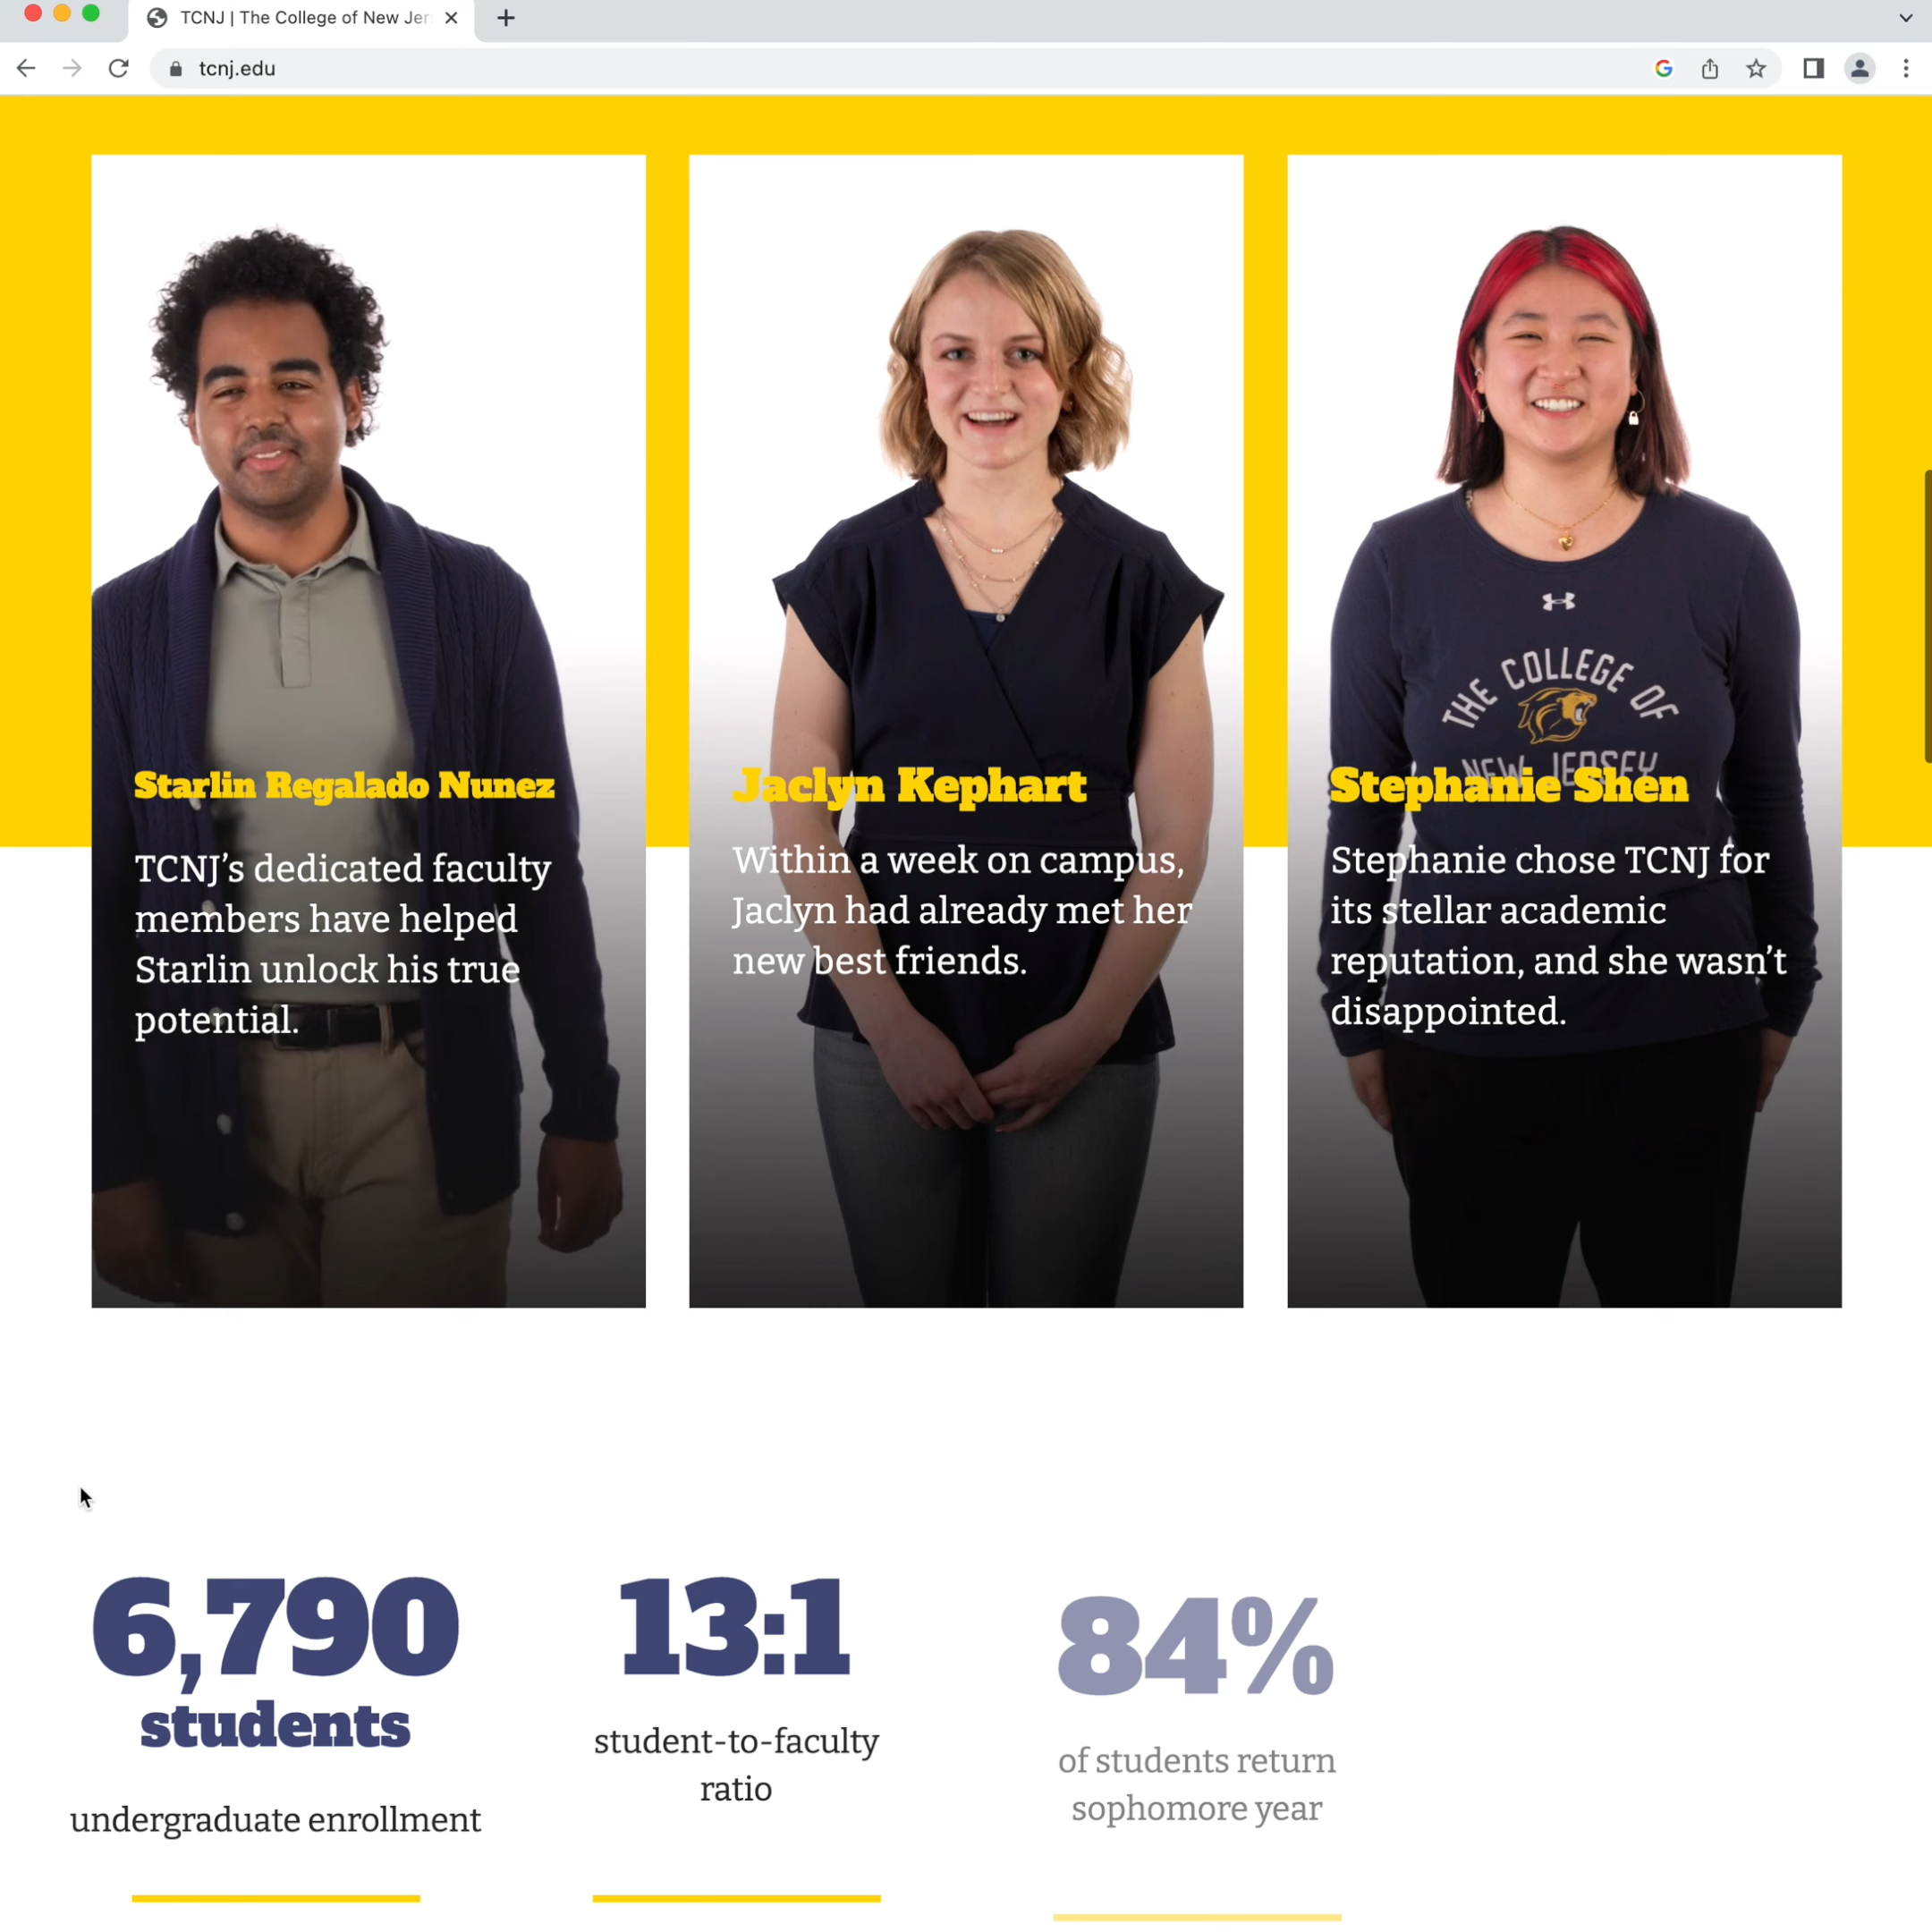 TCNJ | The College of New Jer
tcnj.edu
THE COLLEGE OF
NEW JERSEY
Starlin Regalado Nunez
TCNJ’s dedicated faculty
members have helped
Starlin unlock his true
potential.
Jaclyn Kephart
Within a week on campus,
Jaclyn had already met her
new best friends.
Stephanie Shen
Stephanie chose TCNJ for
its stellar academic
reputation, and she wasn’t
disappointed.
6,790
students
undergraduate enrollment
13:1
student-to-faculty
ratio
84%
of students return
sophomore year